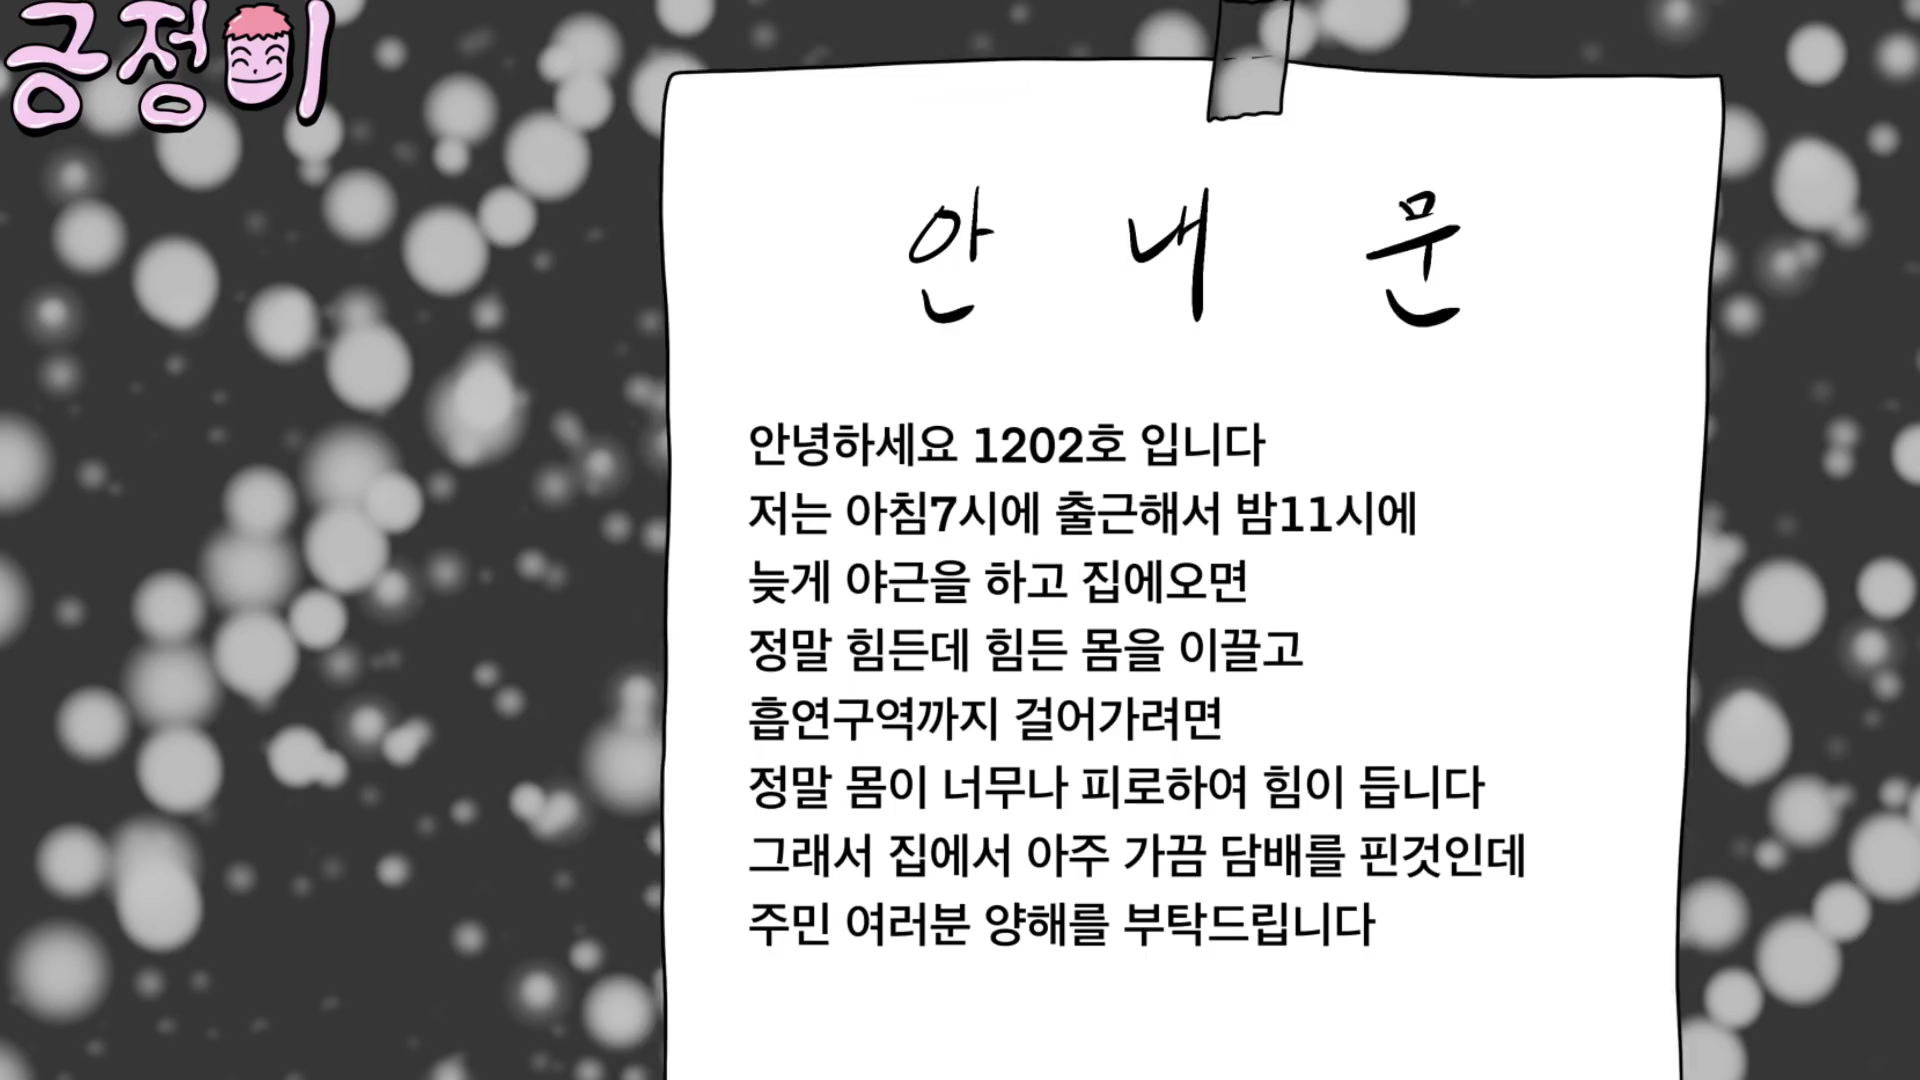 긍정미
안 내 문
안녕하세요 1202호 입니다
저는 아침7시에 출근해서 밤11시에
늦게 야근을 하고 집에오면
정말 힘든데 힘든 몸을 이끌고
흡연구역까지 걸어가려면
정말 몸이 너무나 피로하여 힘이 듭니다
그래서 집에서 아주 가끔 담배를 핀것인데
주민 여러분 양해를 부탁드립니다